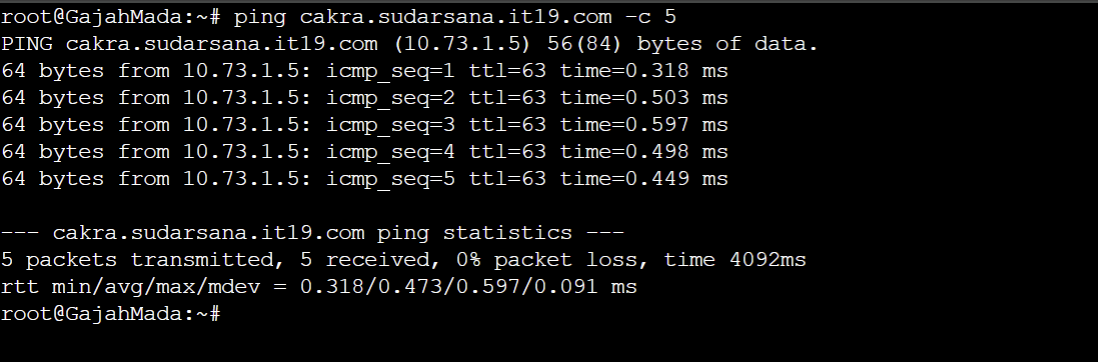 root@GajahMada:~# ping cakra.sudarsana.it19.com -c 5
PING cakra.sudarsana.it19.com (10.73.1.5) 56(84) bytes of data.
64 bytes from 10.73.1.5: icmp_seq=1 ttl=63 time=0.318 ms
64 bytes from 10.73.1.5: icmp_seq=2 ttl=63 time=0.503 ms
64 bytes from 10.73.1.5: icmp_seq=3 ttl=63 time=0.597 ms
64 bytes from 10.73.1.5: icmp_seq=4 ttl=63 time=0.498 ms
64 bytes from 10.73.1.5: icmp_seq=5 ttl=63 time=0.449 ms
--- cakra.sudarsana.it19.com ping statistics ---
5 packets transmitted, 5 received, 0% packet loss, time 4092ms
rtt min/avg/max/mdev = 0.318/0.473/0.597/0.091 ms
root@GajahMada:~#